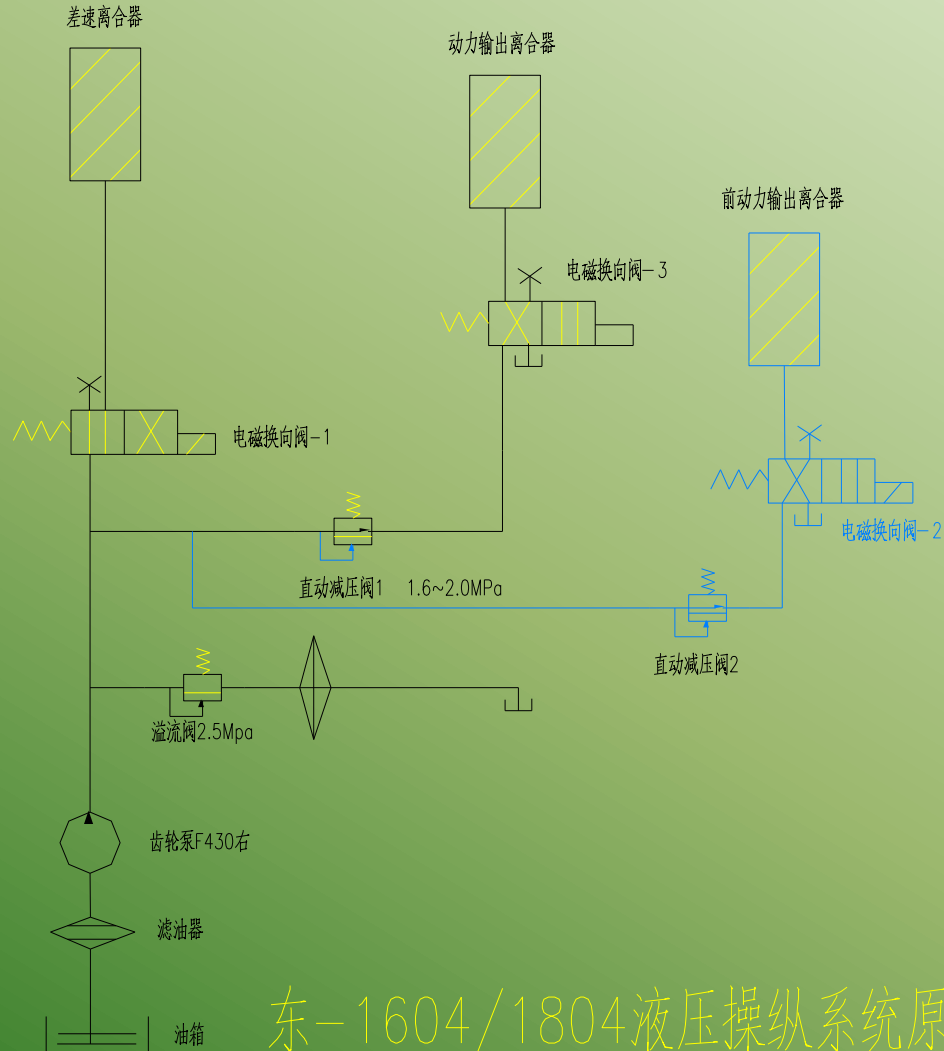 差速离合器
动力输出离合器
前动力输出离合器
电磁换向阀-3
电磁换向阀-1
电磁换向阀-2
直动减压阀1 1.6~2.0MPa
直动减压阀2
溢流阀2.5Mpa
齿轮泵F430右
滤油器
油箱
东-1604/1804液压操纵系统原